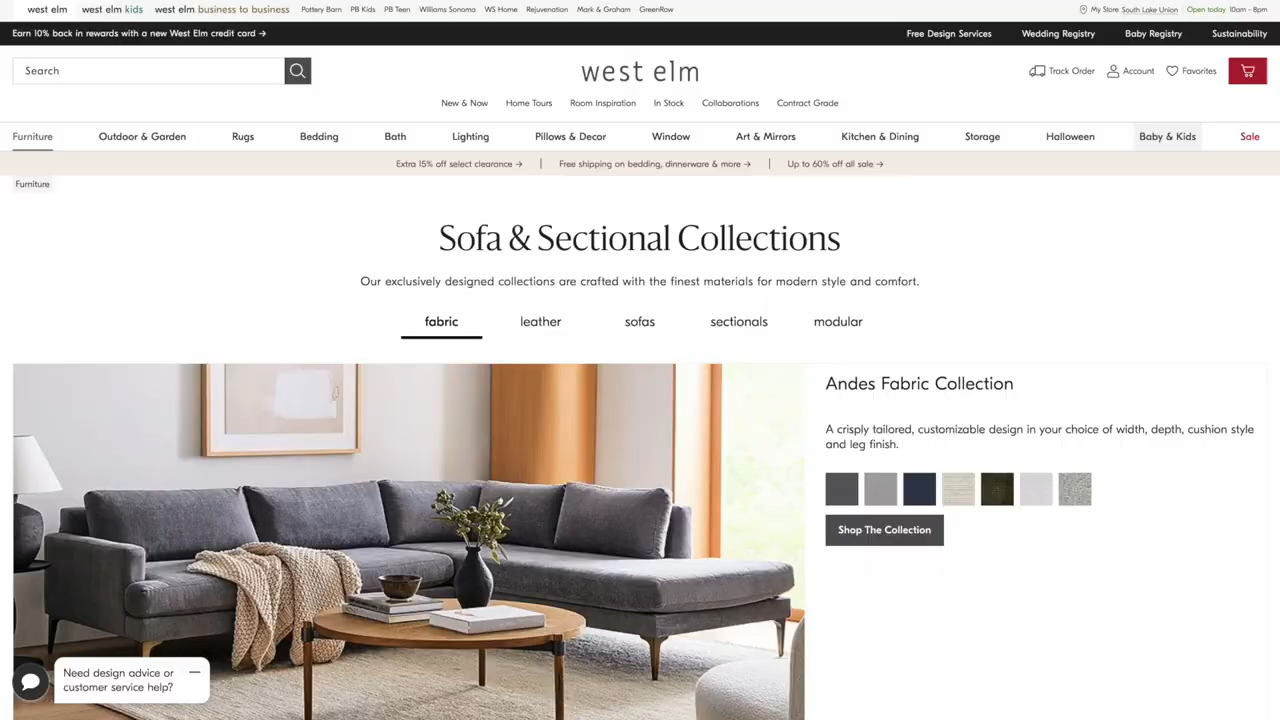 west elm west elm kids west elm business to business Pottery Barn PB Kids PB Teen Williams Sonoma WS Home Rejuvenation Mark & Graham GreenRow My Store South Lake Union Open today 10am - 8pm
Earn 10% back in rewards with a new West Elm credit card → Free Design Services Wedding Registry Baby Registry Sustainability
Search west elm Track Order Account Favorites
New & Now Home Tours Room Inspiration In Stock Collaborations Contract Grade
Furniture Outdoor & Garden Rugs Bedding Bath Lighting Pillows & Decor Window Art & Mirrors Kitchen & Dining Storage Halloween Baby & Kids Sale
Extra 15% off select clearance → | Free shipping on bedding, dinnerware & more → | Up to 60% off all sale →
Furniture
Sofa & Sectional Collections
Our exclusively designed collections are crafted with the finest materials for modern style and comfort.
fabric leather sofas sectionals modular
Andes Fabric Collection
A crisply tailored, customizable design in your choice of width, depth, cushion style
and leg finish.
Shop The Collection
Need design advice or
customer service help?